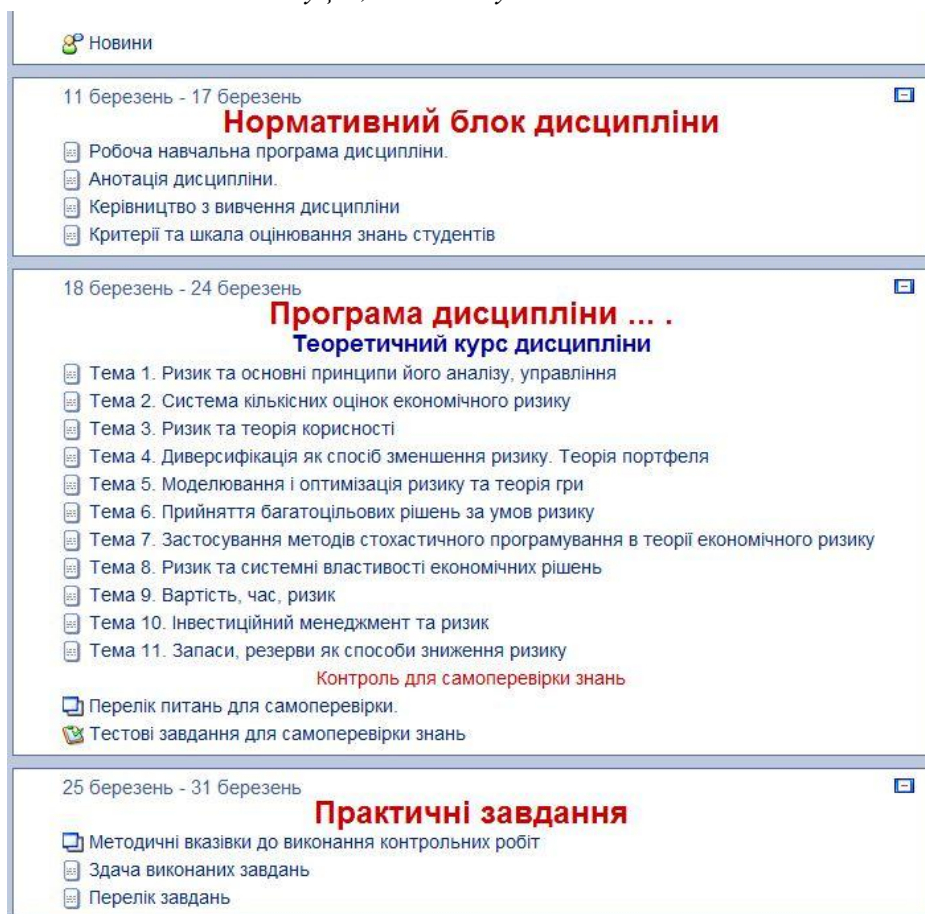 Новини
11 березень - 17 березень
Нормативний блок дисципліни
Робоча навчальна програма дисципліни.
Анотація дисципліни.
Керівництво з вивчення дисципліни
Критерії та шкала оцінювання знань студентів
18 березень - 24 березень
Програма дисципліни ... .
Теоретичний курс дисципліни
Тема 1. Ризик та основні принципи його аналізу, управління
Тема 2. Система кількісних оцінок економічного ризику
Тема 3. Ризик та теорія корисності
Тема 4. Диверсифікація як спосіб зменшення ризику. Теорія портфеля
Тема 5. Моделювання і оптимізація ризику та теорія гри
Тема 6. Прийняття багатоцільових рішень за умов ризику
Тема 7. Застосування методів стохастичного програмування в теорії економічного ризику
Тема 8. Ризик та системні властивості економічних рішень
Тема 9. Вартість, час, ризик
Тема 10. Інвестиційний менеджмент та ризик
Тема 11. Запаси, резерви як способи зниження ризику
Контроль для самоперевірки знань
Перелік питань для самоперевірки.
Тестові завдання для самоперевірки знань
25 березень - 31 березень
Практичні завдання
Методичні вказівки до виконання контрольних робіт
Здача виконаних завдань
Перелік завдань